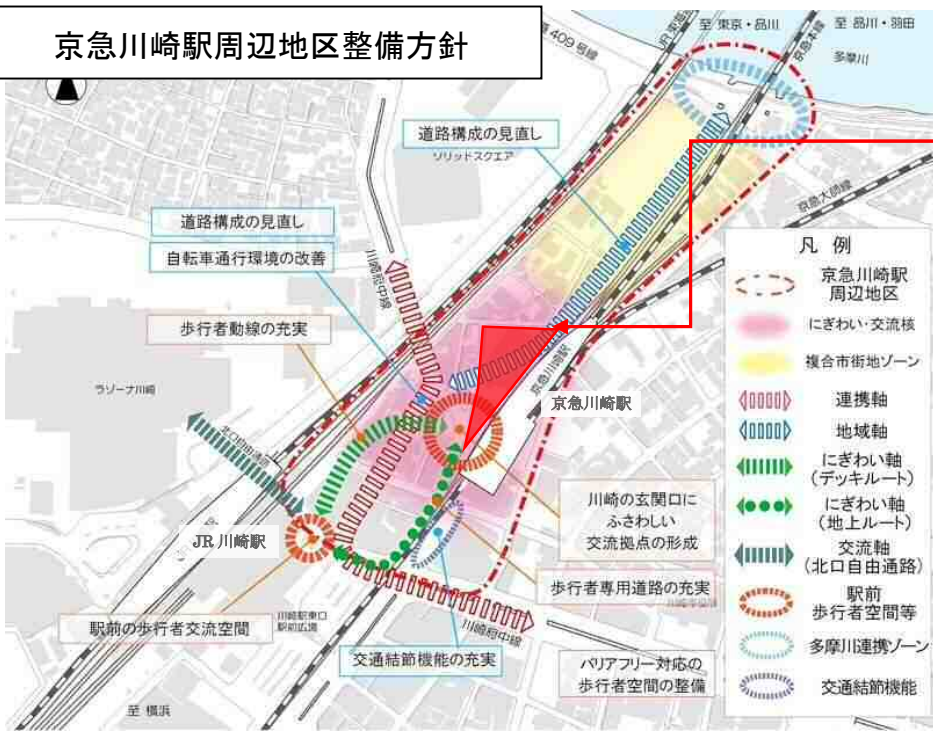 京急川崎駅周辺地区整備方針
409号線
至 東京・品川
至 品川・羽田
多摩川
京急本線
道路構成の見直し
ソリッドスクエア
京急大師線
道路構成の見直し
自転車通行環境の改善
川崎府中線
歩行者動線の充実
ラゾーナ川崎
京急川崎駅
京急川崎駅
北口自由通路
JR 川崎駅
川崎の玄関口に
ふさわしい
交流拠点の形成
歩行者専用道路の充実
駅前の歩行者交流空間
川崎駅東口
駅前広場
川崎府中線
交通結節機能の充実
バリアフリー対応の
歩行者空間の整備
至 横浜
凡 例
京急川崎駅
周辺地区
にぎわい・交流核
複合市街地ゾーン
連携軸
地域軸
にぎわい軸
(デッキルート)
にぎわい軸
(地上ルート)
交流軸
(北口自由通路)
駅前
歩行者空間等
多摩川連携ゾーン
交通結節機能